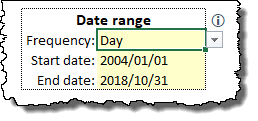 Date range
Frequency: Day
Start date: 2004/01/01
End date: 2018/10/31